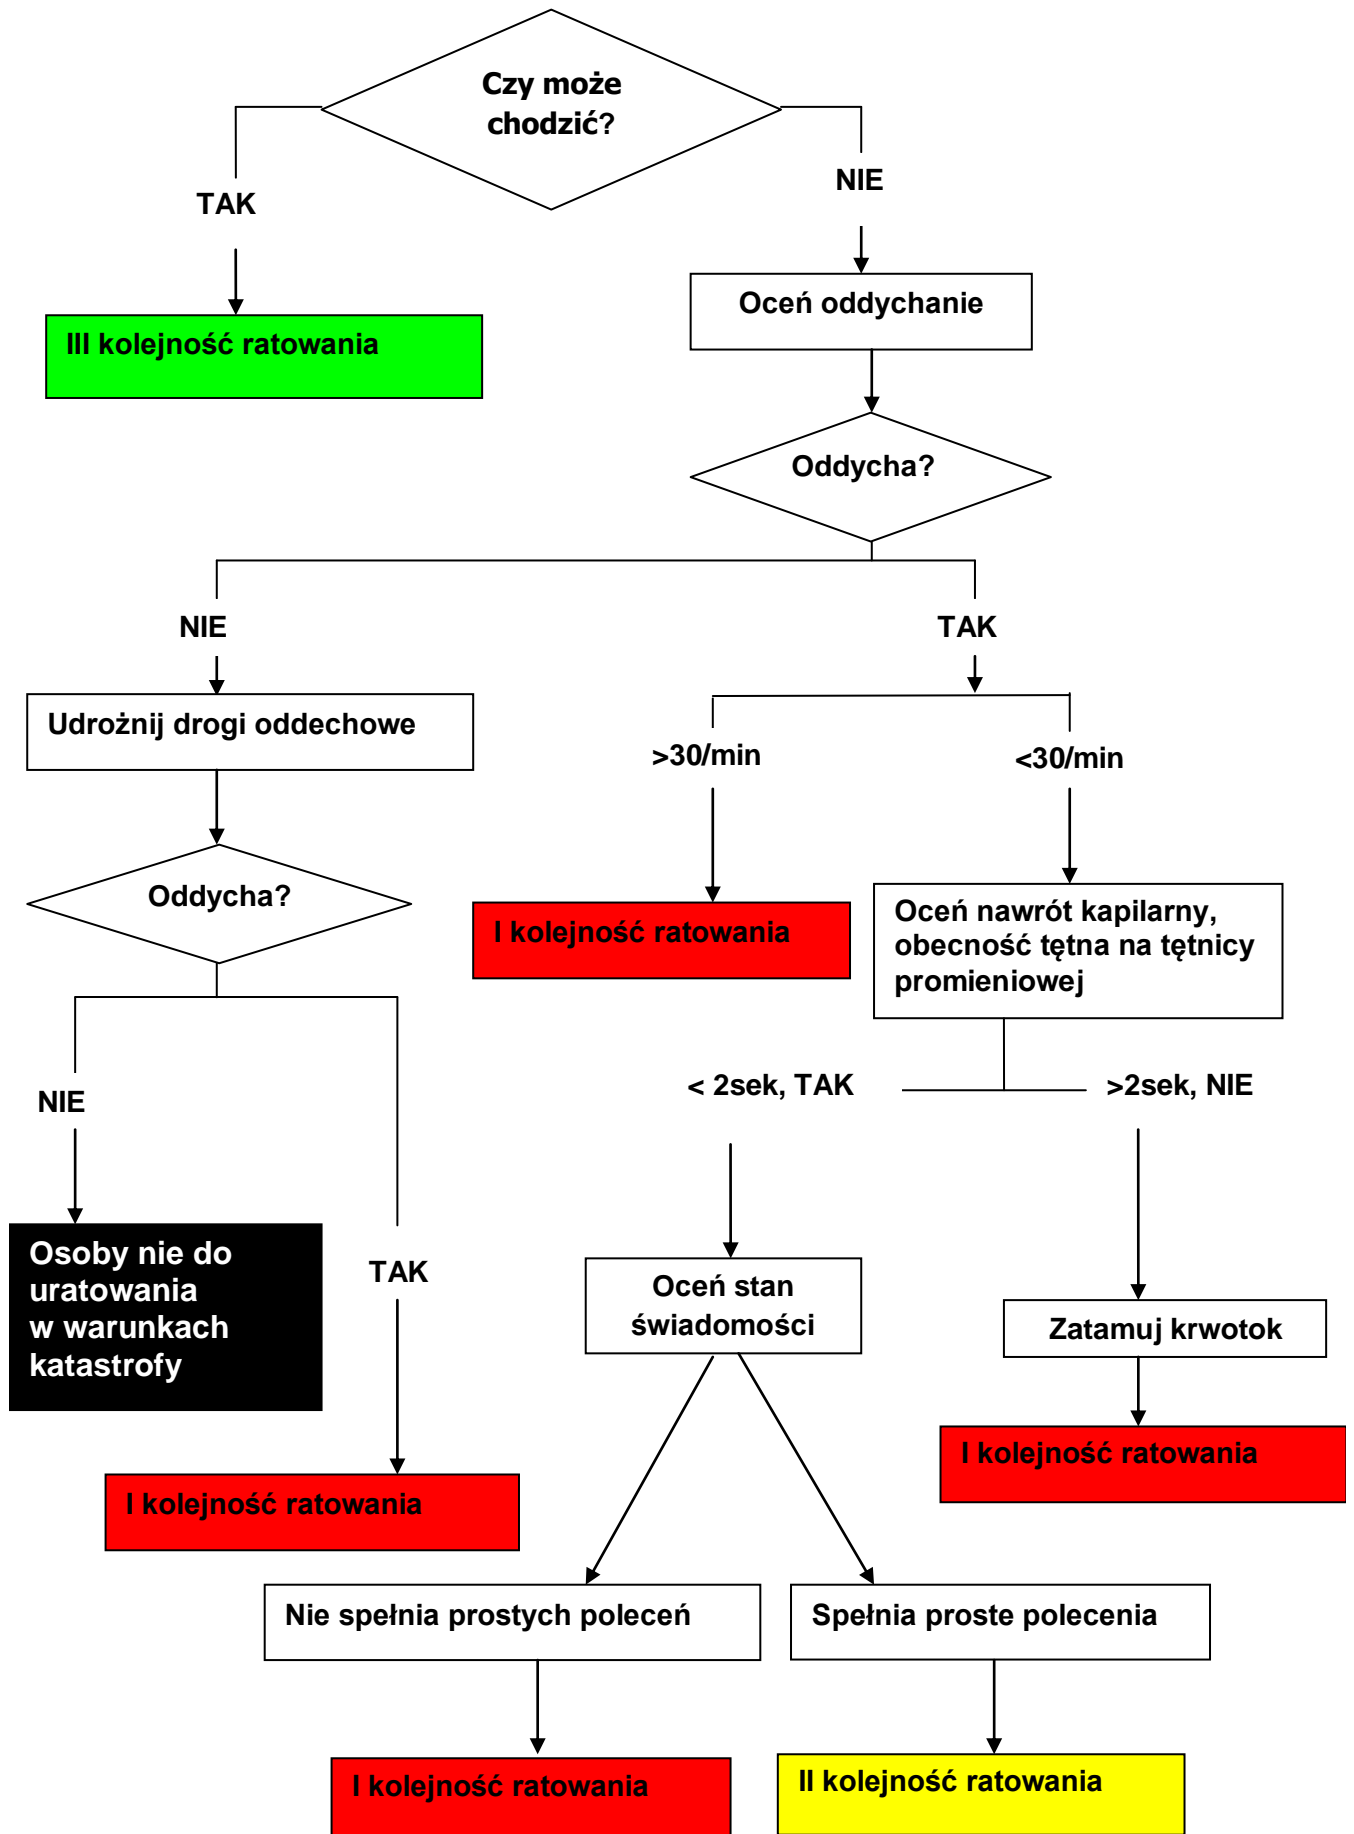 Czy może
chodzić?
TAK
NIE
III kolejność ratowania
Oceń oddychanie
Oddycha?
NIE
TAK
Udrożnij drogi oddechowe
>30/min
<30/min
Oddycha?
I kolejność ratowania
Oceń nawrót kapilarny,
obecność tętna na tętnicy
promieniowej
NIE
< 2sek, TAK
>2sek, NIE
Osoby nie do
uratowania
w warunkach
katastrofy
TAK
Oceń stan
świadomości
Zatamuj krwotok
I kolejność ratowania
I kolejność ratowania
Nie spełnia prostych poleceń
Spełnia proste polecenia
I kolejność ratowania
II kolejność ratowania